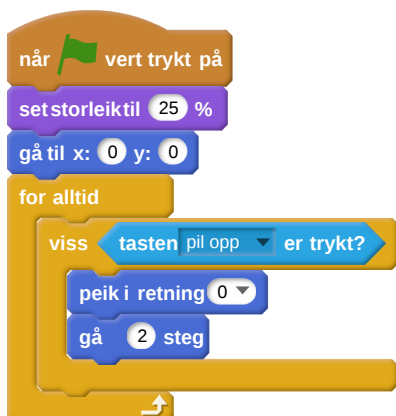 når vert trykt på
set storleik til 25 %
gå til x: 0 y: 0
for alltid
viss tasten pil opp er trykt?
peik i retning 0
gå 2 steg